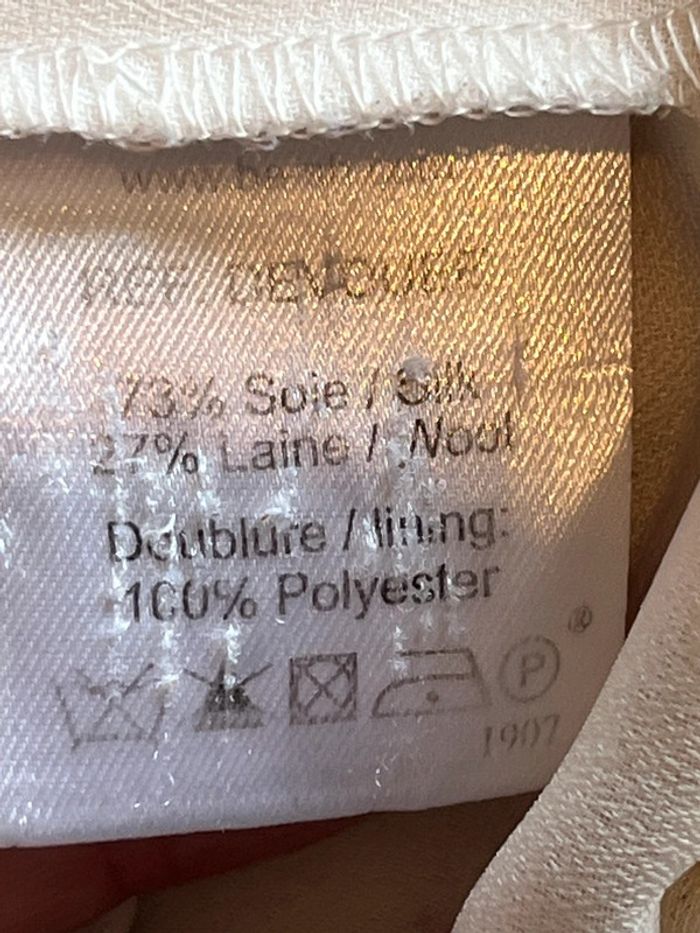 73% Soie / Silk
27% Laine / Wool
Doublure / lining:
100% Polyester
®
P
1907